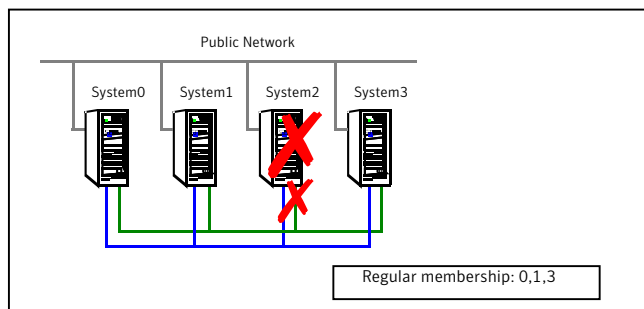 Public Network
System0 System1 System2 System3
Regular membership: 0,1,3